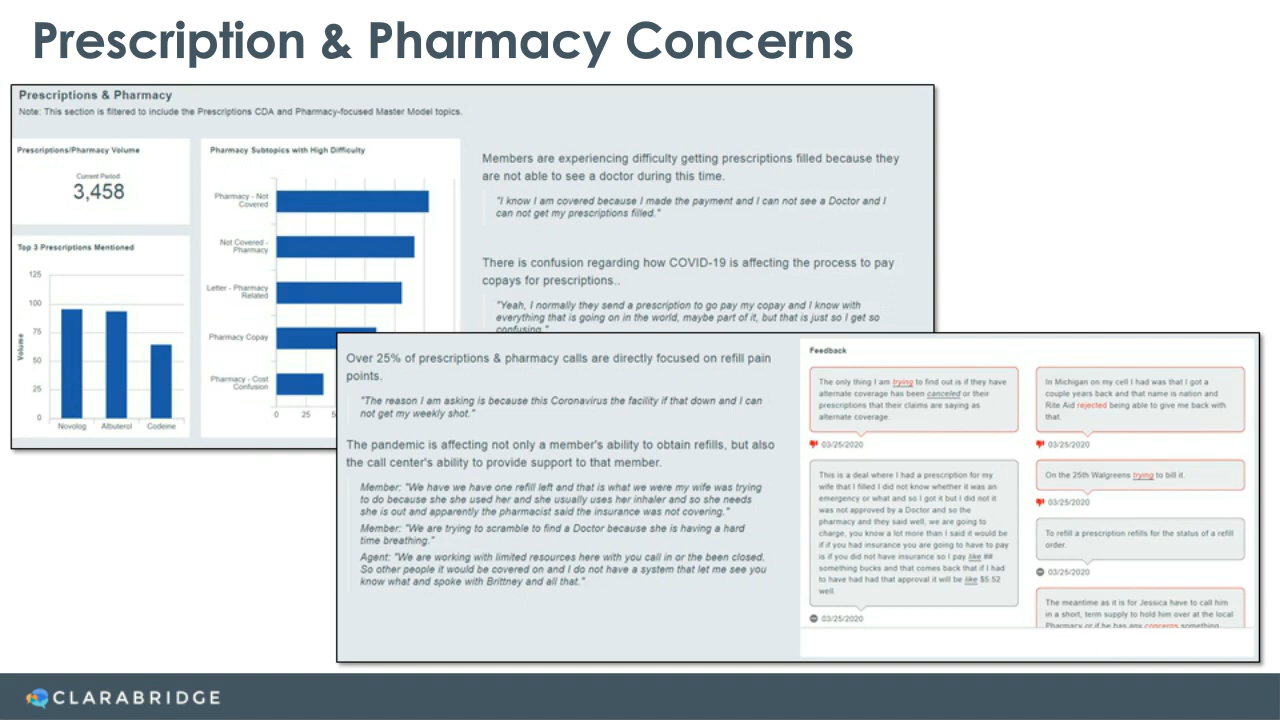 Prescription & Pharmacy Concerns
Prescriptions & Pharmacy
Note: This section is filtered to include the Prescriptions CDA and Pharmacy-focused Master Model topics.
Prescriptions/Pharmacy Volume
Current Period:
3,458
Top 3 Prescriptions Mentioned
125
100
75
50
25
0
Volume
Novolog
Albuterol
Codeine
Pharmacy Subtopics with High Difficulty
Pharmacy - Not
Covered
Not Covered -
Pharmacy
Letter - Pharmacy
Related
Pharmacy Copay
Pharmacy - Cost
Confusion
0
25
5
Members are experiencing difficulty getting prescriptions filled because they
are not able to see a doctor during this time.
"I know I am covered because I made the payment and I can not see a Doctor and I
can not get my prescriptions filled."
There is confusion regarding how COVID-19 is affecting the process to pay
copays for prescriptions..
"Yeah, I normally they send a prescription to go pay my copay and I know with
everything that is going on in the world, maybe part of it, but that is just so I get so
confusing."
Over 25% of prescriptions & pharmacy calls are directly focused on refill pain
points.
"The reason I am asking is because this Coronavirus the facility if that down and I can
not get my weekly shot."
The pandemic is affecting not only a member's ability to obtain refills, but also
the call center's ability to provide support to that member.
Member: "We have we have one refill left and that is what we were my wife was trying
to do because she she used her and she usually uses her inhaler and so she needs
she is out and apparently the pharmacist said the insurance was not covering."
Member: "We are trying to scramble to find a Doctor because she is having a hard
time breathing."
Agent: "We are working with limited resources here with you call in or the been closed.
So other people it would be covered on and I do not have a system that let me see you
know what and spoke with Brittney and all that."
Feedback
The only thing I am trying to find out is if they have
alternate coverage has been canceled or their
prescriptions that their claims are saying as
alternate coverage.
03/25/2020
This is a deal where I had a prescription for my
wife that I filled I did not know whether it was an
emergency or what and so I got it but I did not it
was not approved by a Doctor and so the
pharmacy and they said well, we are going to
charge, you know a lot more than I said it would be
if if you had insurance you are going to have to pay
is if you did not have insurance so I pay like ##
something bucks and that comes back that if I had
to have had had that approval it will be like $5.52
well.
03/25/2020
In Michigan on my cell I had was that I got a
couple years back and that name is nation and
Rite Aid rejected being able to give me back with
that.
03/25/2020
On the 25th Walgreens trying to bill it.
03/25/2020
To refill a prescription refills for the status of a refill
order.
03/25/2020
The meantime as it is for Jessica have to call him
in a short, term supply to hold him over at the local
Pharmacy or if he has any concerns something
CLARABRIDGE